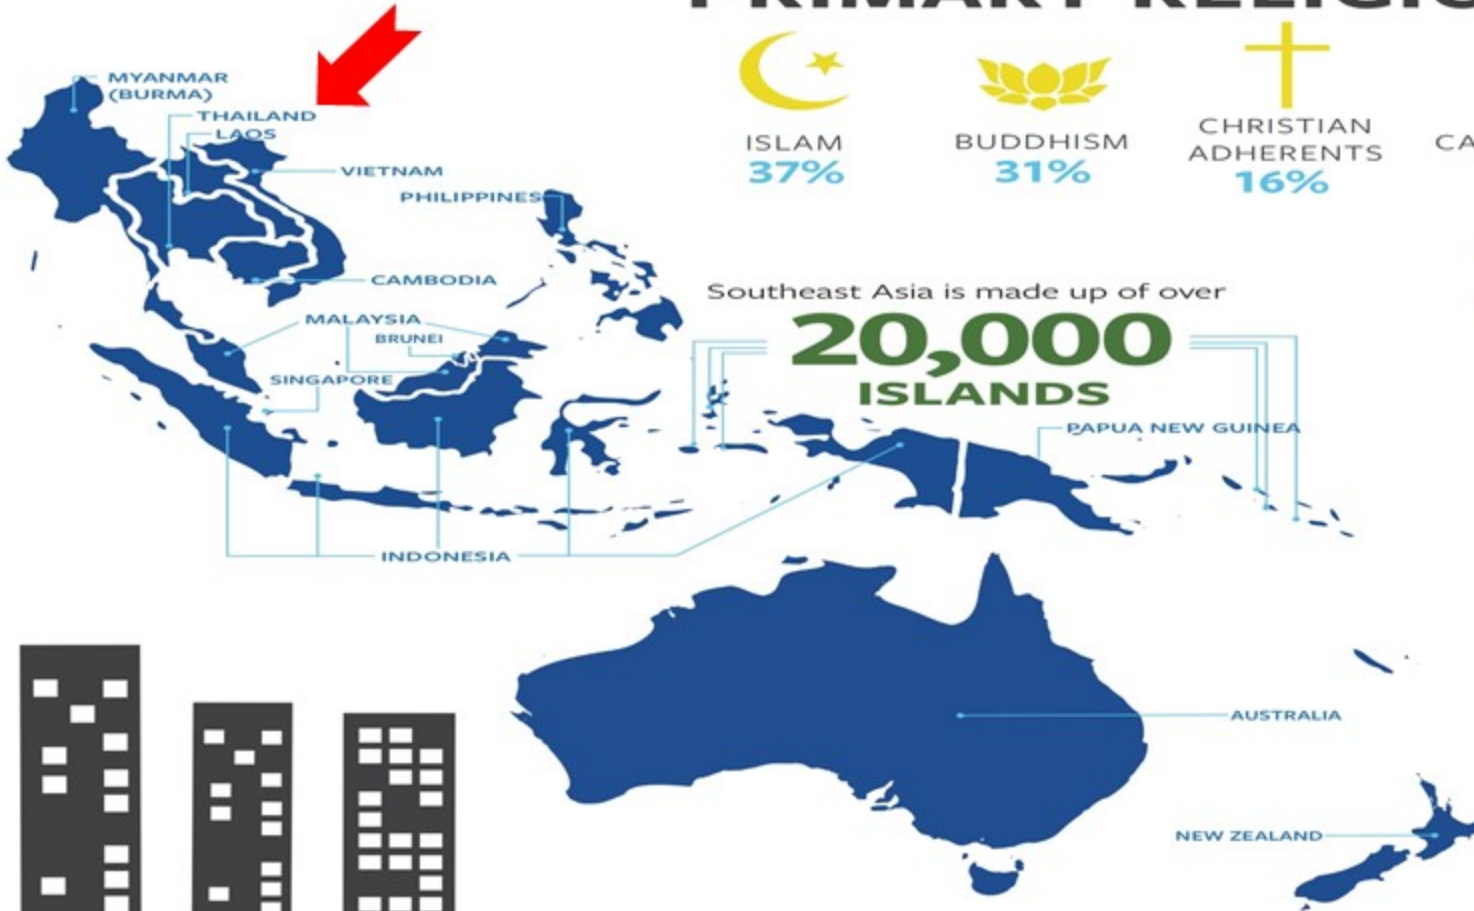 MYANMAR
(BURMA)
THAILAND
LAOS
VIETNAM
PHILIPPINES
CAMBODIA
MALAYSIA
BRUNEI
SINGAPORE
INDONESIA
PRIMARY
ISLAM
37%
BUDDHISM
31%
CHRISTIAN
ADHERENTS
16%
Southeast Asia is made up of over
20,000
ISLANDS
PAPUA NEW GUINEA
AUSTRALIA
NEW ZEALAND